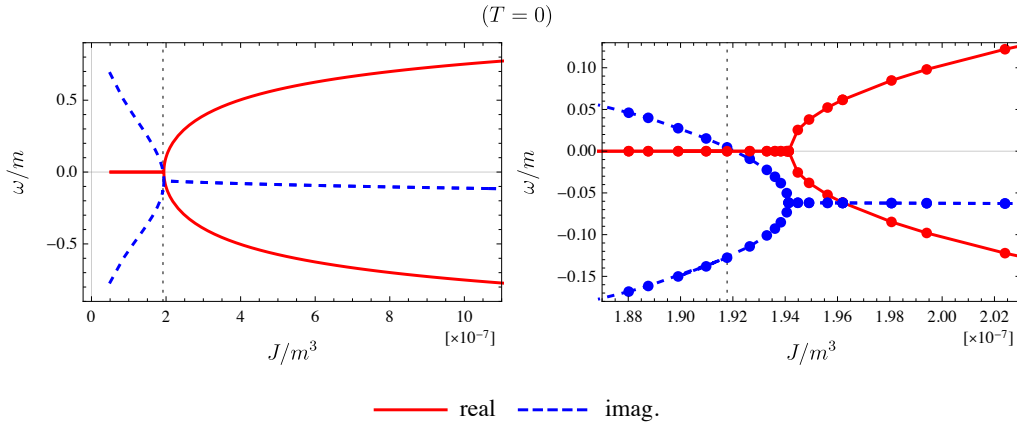 (T = 0)
ω/m
0.5
0.0
−0.5
0 2 4 6 8 10
[×10⁻⁷]
J/m³
ω/m
0.10
0.05
0.00
−0.05
−0.10
−0.15
1.88 1.90 1.92 1.94 1.96 1.98 2.00 2.02
[×10⁻⁷]
J/m³
real imag.